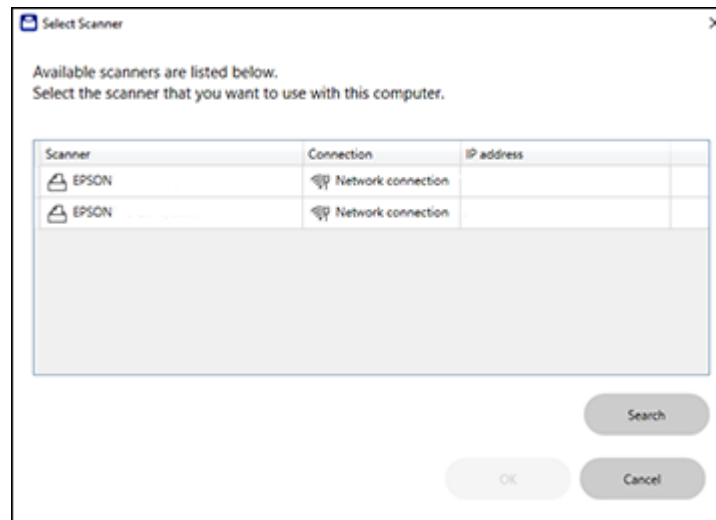 Select Scanner
Available scanners are listed below.
Select the scanner that you want to use with this computer.
Scanner Connection IP address
EPSON Network connection
EPSON Network connection
Search
OK Cancel